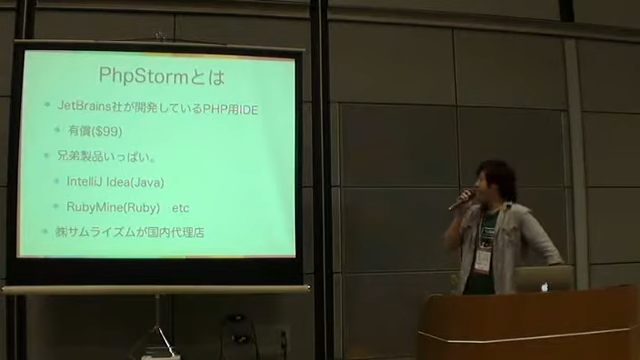 PhpStormとは
JetBrains社が開発しているPHP用IDE
有償($99)
兄弟製品いっぱい。
IntelliJ Idea(Java)
RubyMine(Ruby) etc
㈱サムライズムが国内代理店